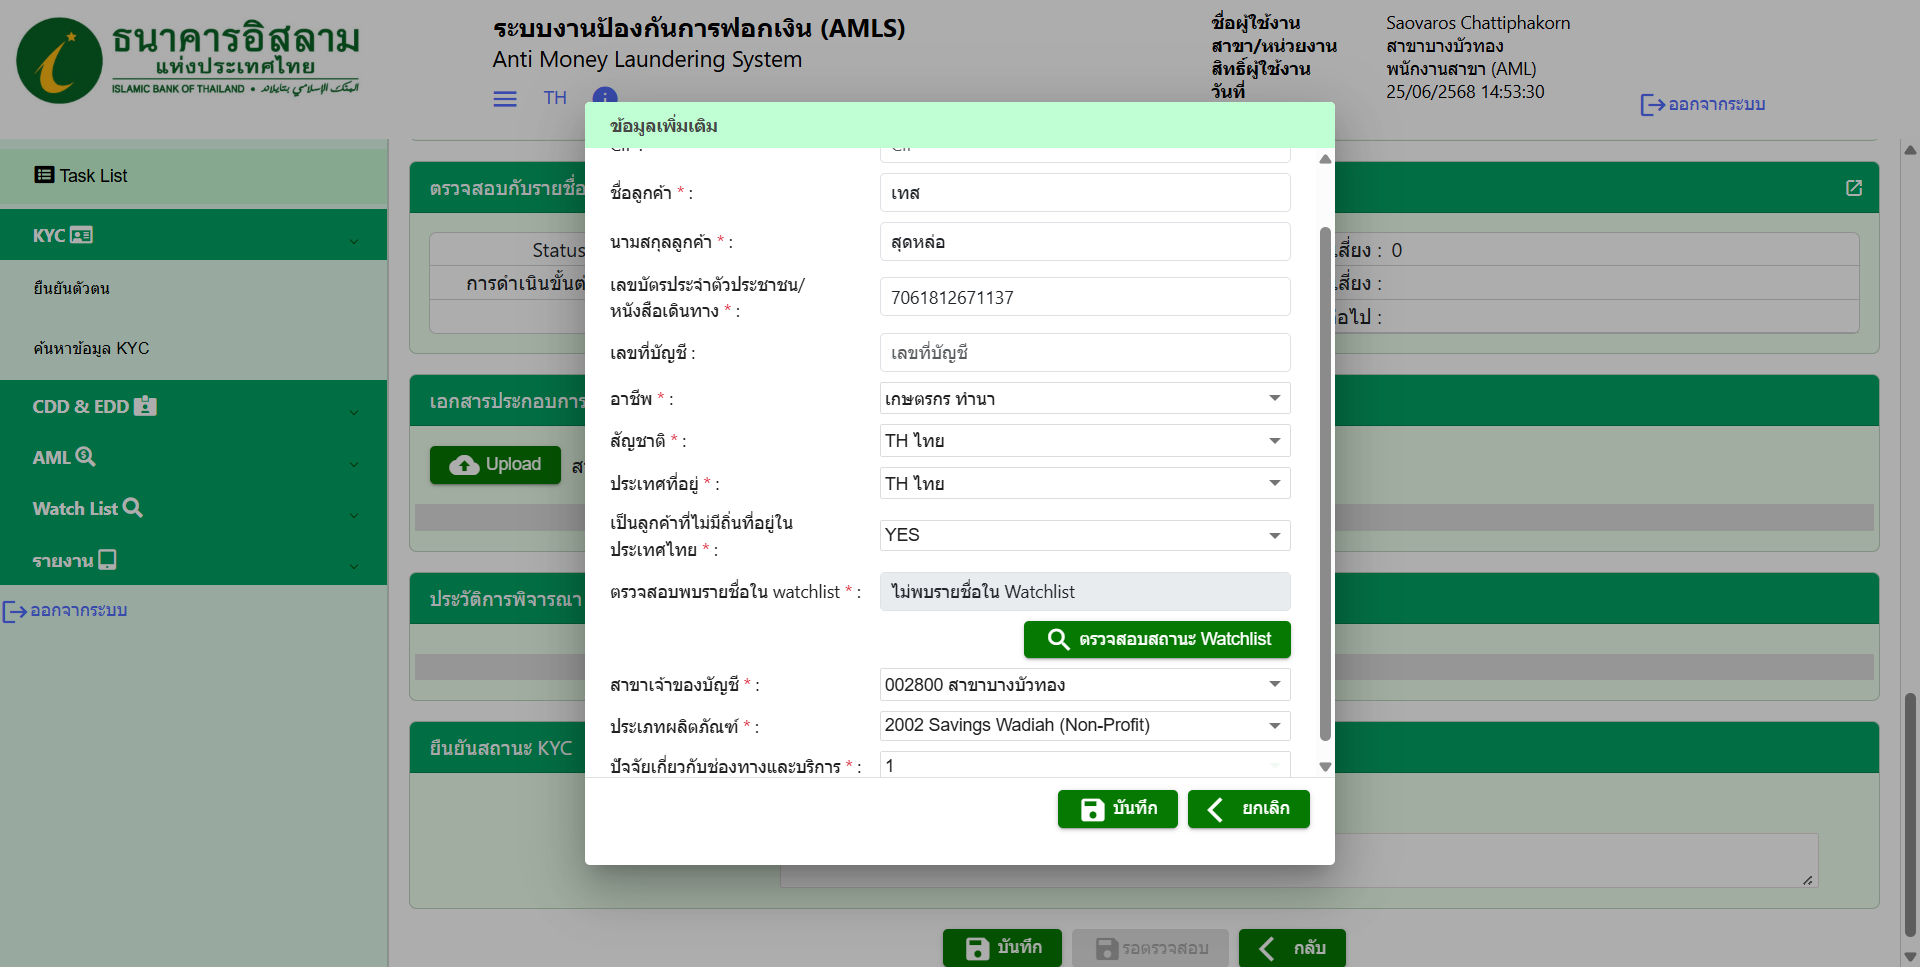 ธนาคารอิสลาม
แห่งประเทศไทย
ISLAMIC BANK OF THAILAND •
ระบบงานป้องกันการฟอกเงิน (AMLS)
Anti Money Laundering System
TH
ชื่อผู้ใช้งาน Saovaros Chattiphakorn
สาขา/หน่วยงาน สาขาบางบัวทอง
สิทธิ์ผู้ใช้งาน พนักงานสาขา (AML)
วันที่ 25/06/2568 14:53:30
ออกจากระบบ
Task List
KYC
ยืนยันตัวตน
ค้นหาข้อมูล KYC
CDD & EDD
AML
Watch List
รายงาน
ออกจากระบบ
ตรวจสอบกับรายชื่อ
Status
เสี่ยง : 0
การดำเนินขั้นต
เสี่ยง :
อไป :
เอกสารประกอบการ
Upload
ส
ประวัติการพิจารณา
ยืนยันสถานะ KYC
ข้อมูลเพิ่มเติม
CIF : CIF
ชื่อลูกค้า * : เทส
นามสกุลลูกค้า * : สุดหล่อ
เลขบัตรประจำตัวประชาชน/
หนังสือเดินทาง * : 7061812671137
เลขที่บัญชี : เลขที่บัญชี
อาชีพ * : เกษตรกร ทำนา
สัญชาติ * : TH ไทย
ประเทศที่อยู่ * : TH ไทย
เป็นลูกค้าที่ไม่มีถิ่นที่อยู่ใน
ประเทศไทย * : YES
ตรวจสอบพบรายชื่อใน watchlist * : ไม่พบรายชื่อใน Watchlist
ตรวจสอบสถานะ Watchlist
สาขาเจ้าของบัญชี * : 002800 สาขาบางบัวทอง
ประเภทผลิตภัณฑ์ * : 2002 Savings Wadiah (Non-Profit)
ปัจจัยเกี่ยวกับช่องทางและบริการ * : 1
บันทึก ยกเลิก
บันทึก รอตรวจสอบ กลับ